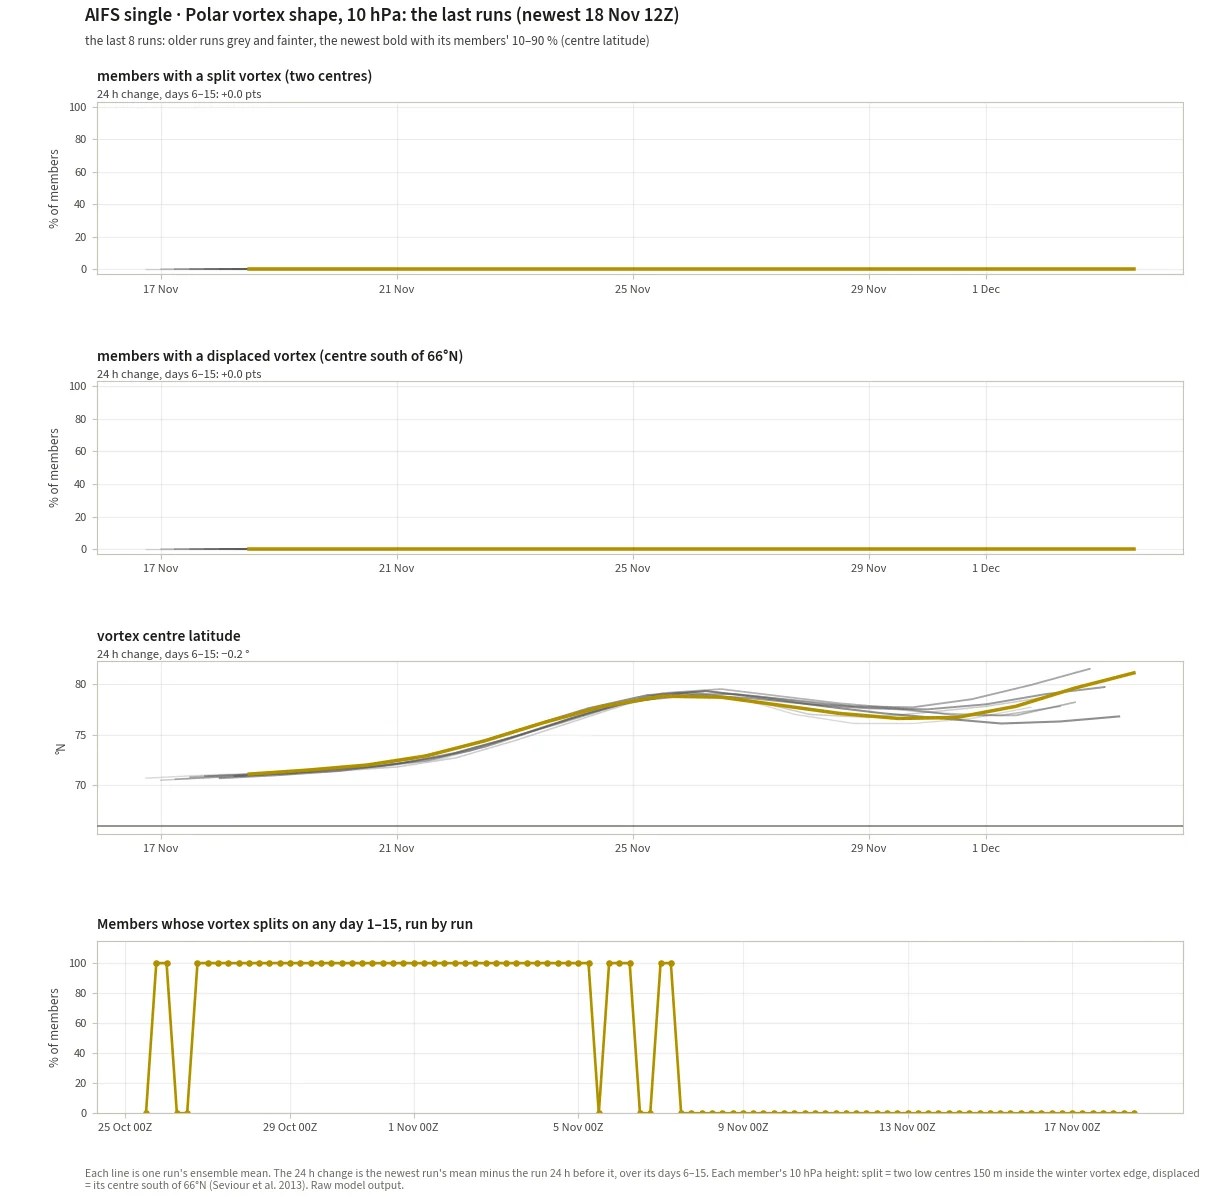 AIFS single · Polar vortex shape, 10 hPa: the last runs (newest 18 Nov 12Z)
the last 8 runs: older runs grey and fainter, the newest bold with its members' 10–90 % (centre latitude)
members with a split vortex (two centres)
24 h change, days 6–15: +0.0 pts
100
80
60
40
20
0
% of members
17 Nov
21 Nov
25 Nov
29 Nov
1 Dec
members with a displaced vortex (centre south of 66°N)
24 h change, days 6–15: +0.0 pts
100
80
60
40
20
0
% of members
17 Nov
21 Nov
25 Nov
29 Nov
1 Dec
vortex centre latitude
24 h change, days 6–15: −0.2 °
80
75
70
°N
17 Nov
21 Nov
25 Nov
29 Nov
1 Dec
Members whose vortex splits on any day 1–15, run by run
100
80
60
40
20
0
% of members
25 Oct 00Z
29 Oct 00Z
1 Nov 00Z
5 Nov 00Z
9 Nov 00Z
13 Nov 00Z
17 Nov 00Z
Each line is one run's ensemble mean. The 24 h change is the newest run's mean minus the run 24 h before it, over its days 6–15. Each member's 10 hPa height: split = two low centres 150 m inside the winter vortex edge, displaced
= its centre south of 66°N (Seviour et al. 2013). Raw model output.